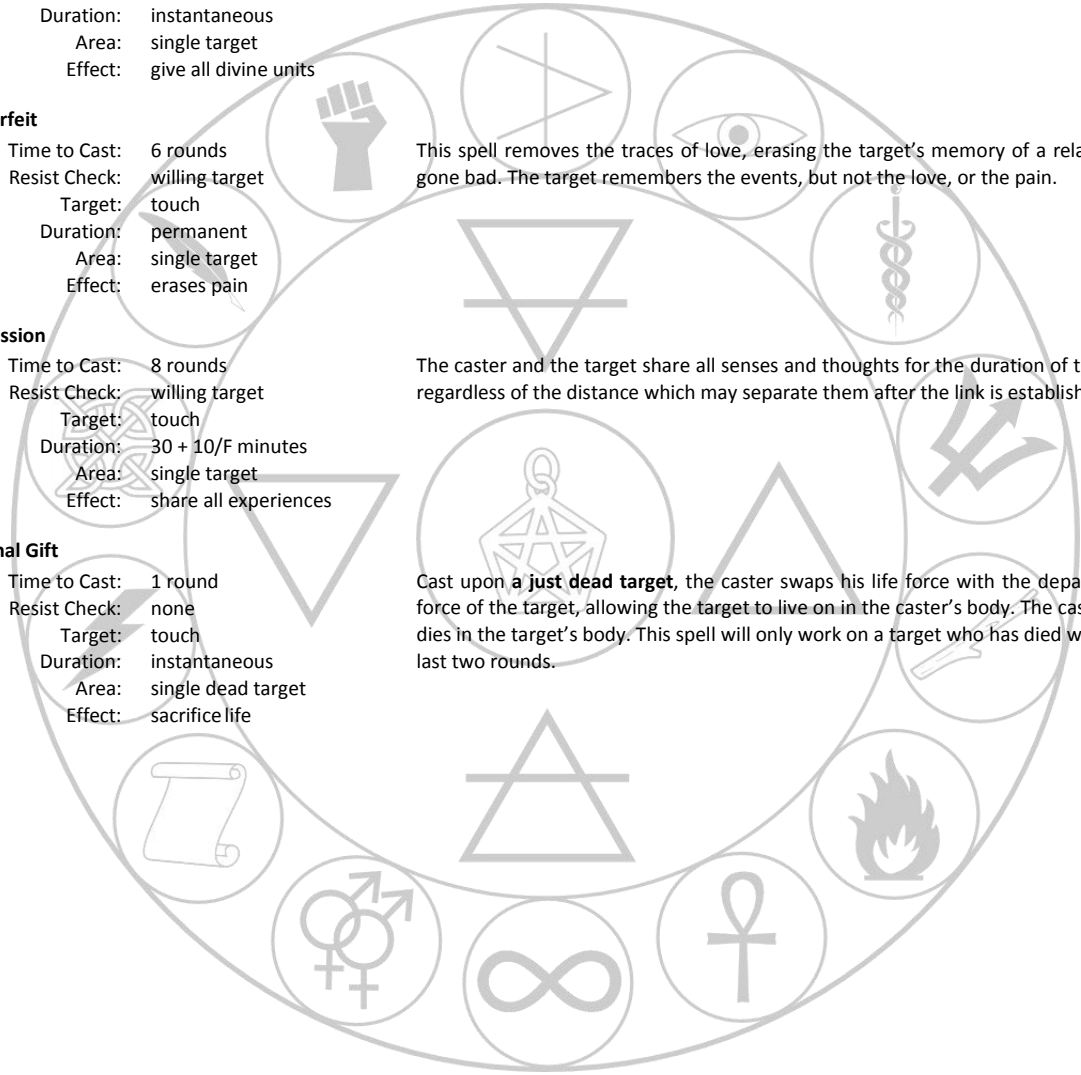 Duration: instantaneous
Area: single target
Effect: give all divine units
rfeit
Time to Cast: 6 rounds
Resist Check: willing target
Target: touch
Duration: permanent
Area: single target
Effect: erases pain
This spell removes the traces of love, erasing the target's memory of a rela
gone bad. The target remembers the events, but not the love, or the pain.
ssion
Time to Cast: 8 rounds
Resist Check: willing target
Target: touch
Duration: 30 + 10/F minutes
Area: single target
Effect: share all experiences
The caster and the target share all senses and thoughts for the duration of t
regardless of the distance which may separate them after the link is establish
nal Gift
Time to Cast: 1 round
Resist Check: none
Target: touch
Duration: instantaneous
Area: single dead target
Effect: sacrifice life
Cast upon a just dead target, the caster swaps his life force with the depa
force of the target, allowing the target to live on in the caster's body. The cas
dies in the target's body. This spell will only work on a target who has died w
last two rounds.